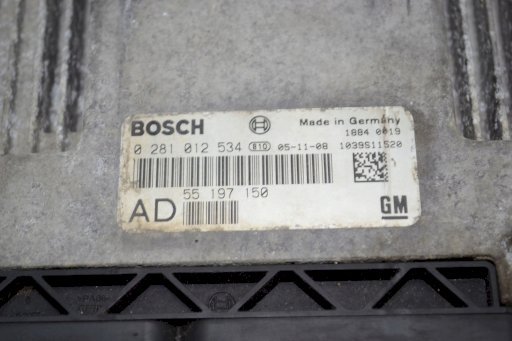 BOSCH Made in Germany
1884 0019
0 281 012 534 810 05-11-08 1039S11520
55 197 150
AD GM